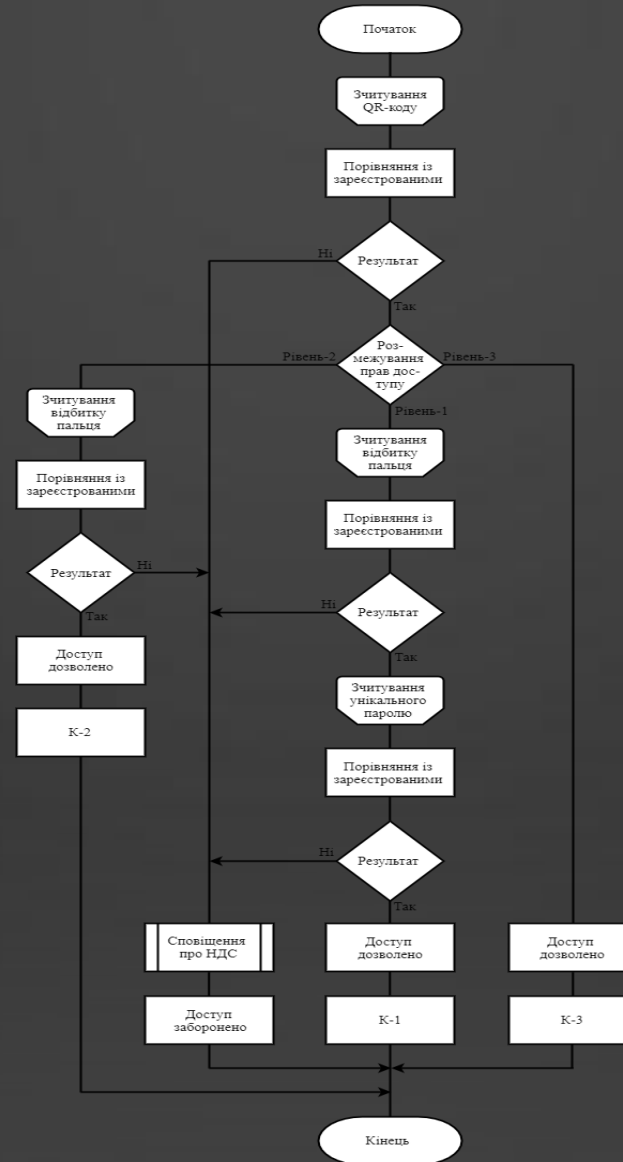 Початок
Зчитування
QR-коду
Порівняння із
зареєстрованими
Ні
Результат
Так
Рівень-2
Роз-
межування
прав дос-
тупу
Рівень-3
Рівень-1
Зчитування
відбитку
пальця
Порівняння із
зареєстрованими
Результат
Ні
Так
Доступ
дозволено
К-2
Зчитування
відбитку
пальця
Порівняння із
зареєстрованими
Ні
Результат
Так
Зчитування
унікального
паролю
Порівняння із
зареєстрованими
Ні
Результат
Так
Сповіщення
про НДС
Доступ
заборонено
Доступ
дозволено
К-1
Доступ
дозволено
К-3
Кінець